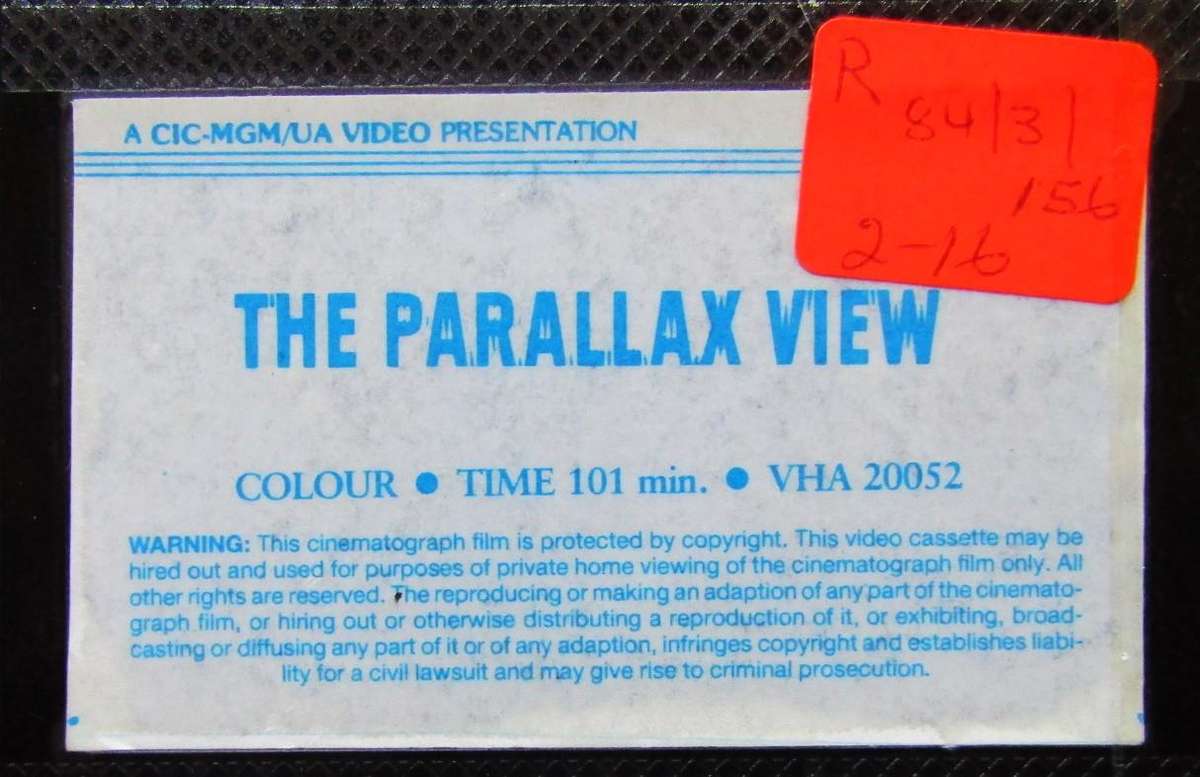 A CIC-MGM/UA VIDEO PRESENTATION
R
84/3/
156
2-16
THE PARALLAX VIEW
COLOUR ● TIME 101 min. ● VHA 20052
WARNING: This cinematograph film is protected by copyright. This video cassette may be
hired out and used for purposes of private home viewing of the cinematograph film only. All
other rights are reserved. The reproducing or making an adaption of any part of the cinemato-
graph film, or hiring out or otherwise distributing a reproduction of it, or exhibiting, broad-
casting or diffusing any part of it or of any adaption, infringes copyright and establishes liabi-
lity for a civil lawsuit and may give rise to criminal prosecution.